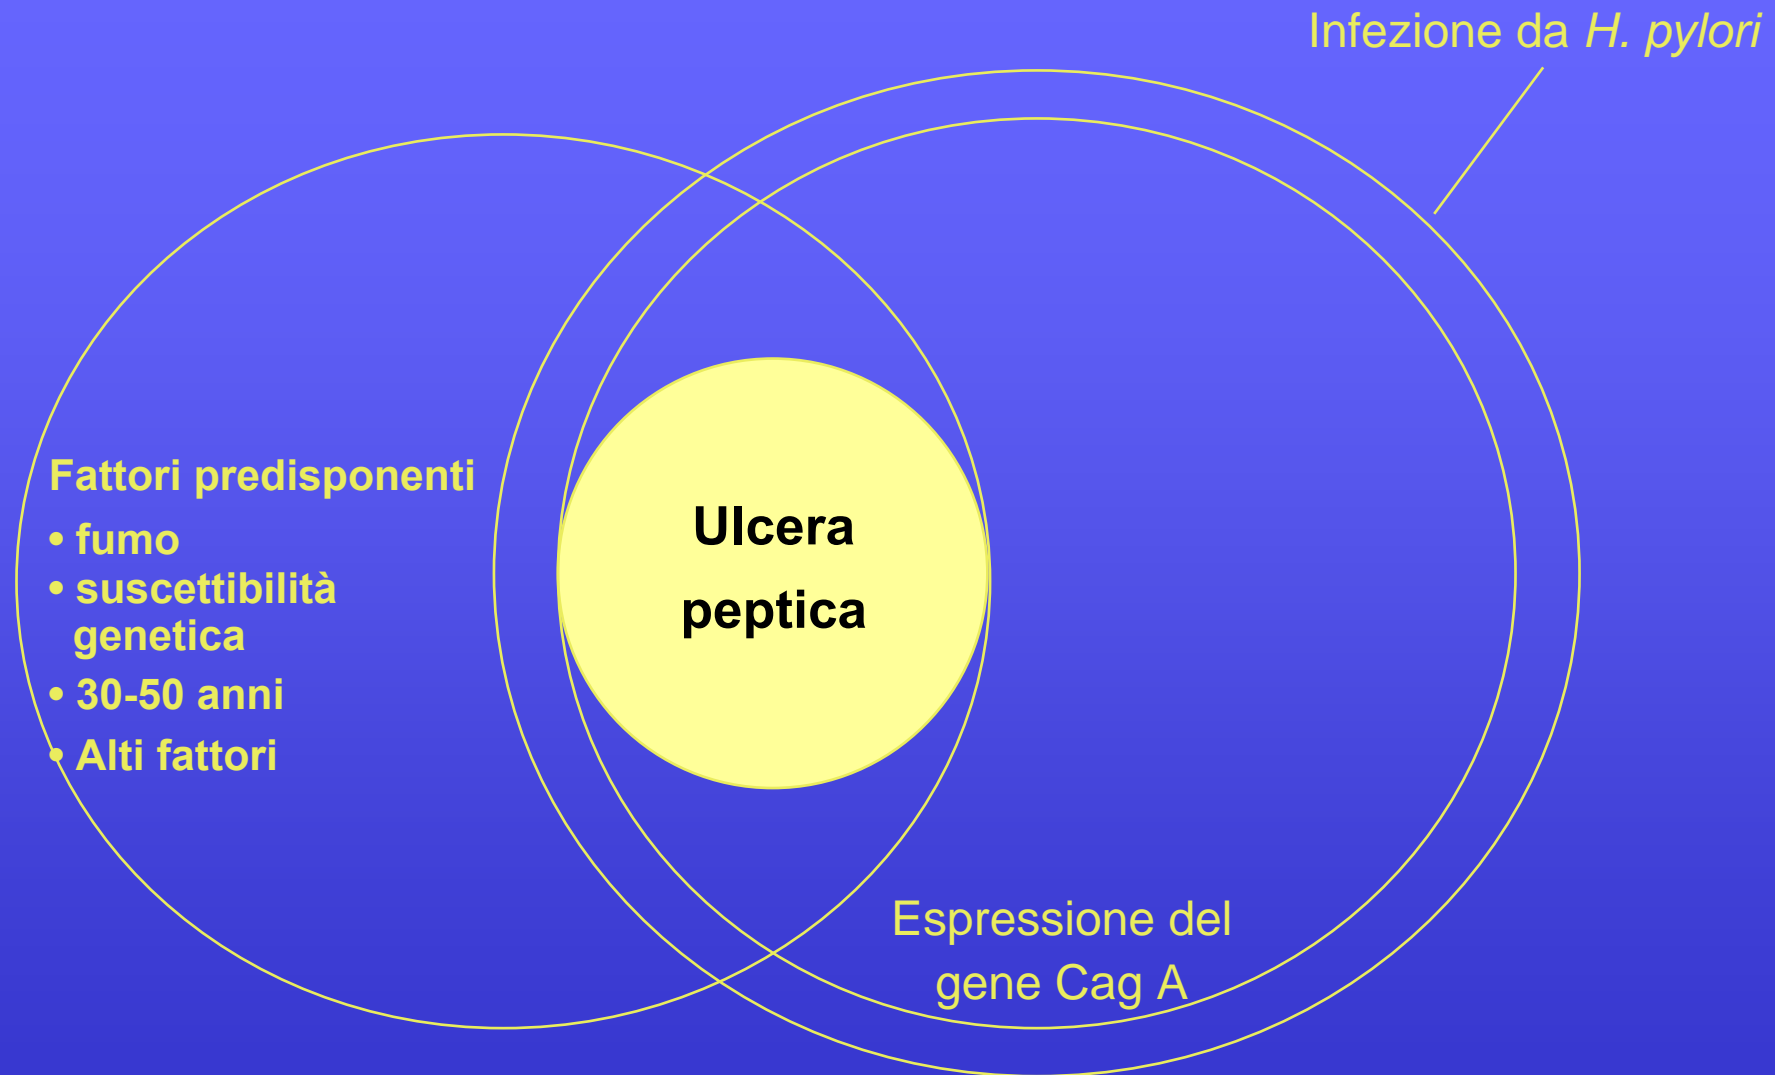 Infezione da H. pylori
Fattori predisponenti
• fumo
• suscettibilità
genetica
• 30-50 anni
• Alti fattori
Ulcera
peptica
Espressione del
gene Cag A